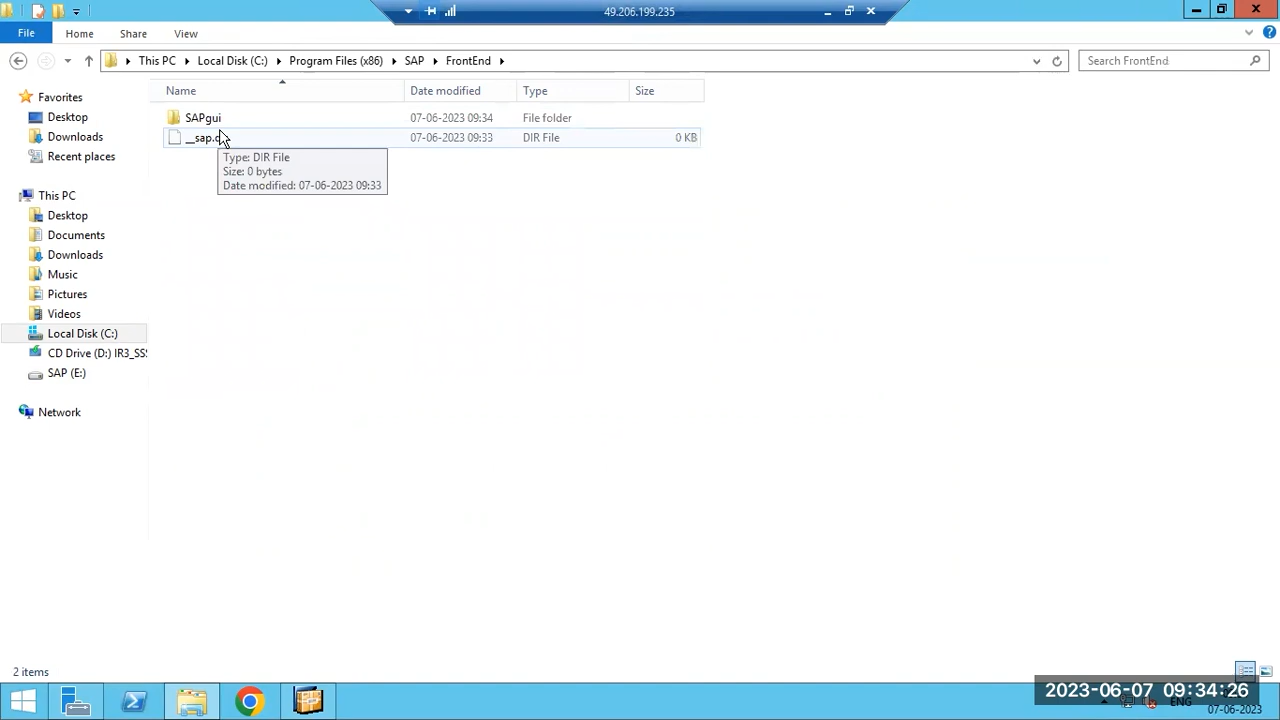 49.206.199.235
File
Home
Share
View
This PC
Local Disk (C:)
Program Files (x86)
SAP
FrontEnd
Search FrontEnd
Name
Date modified
Type
Size
Favorites
SAPgui
07-06-2023 09:34
File folder
Desktop
__sap.
07-06-2023 09:33
DIR File
0 KB
Downloads
Type: DIR File
Size: 0 bytes
Date modified: 07-06-2023 09:33
Recent places
This PC
Desktop
Documents
Downloads
Music
Pictures
Videos
Local Disk (C:)
CD Drive (D:) IR3_SS
SAP (E:)
Network
2 items
2023-06-07 09:34:26
ENG
07-06-2023